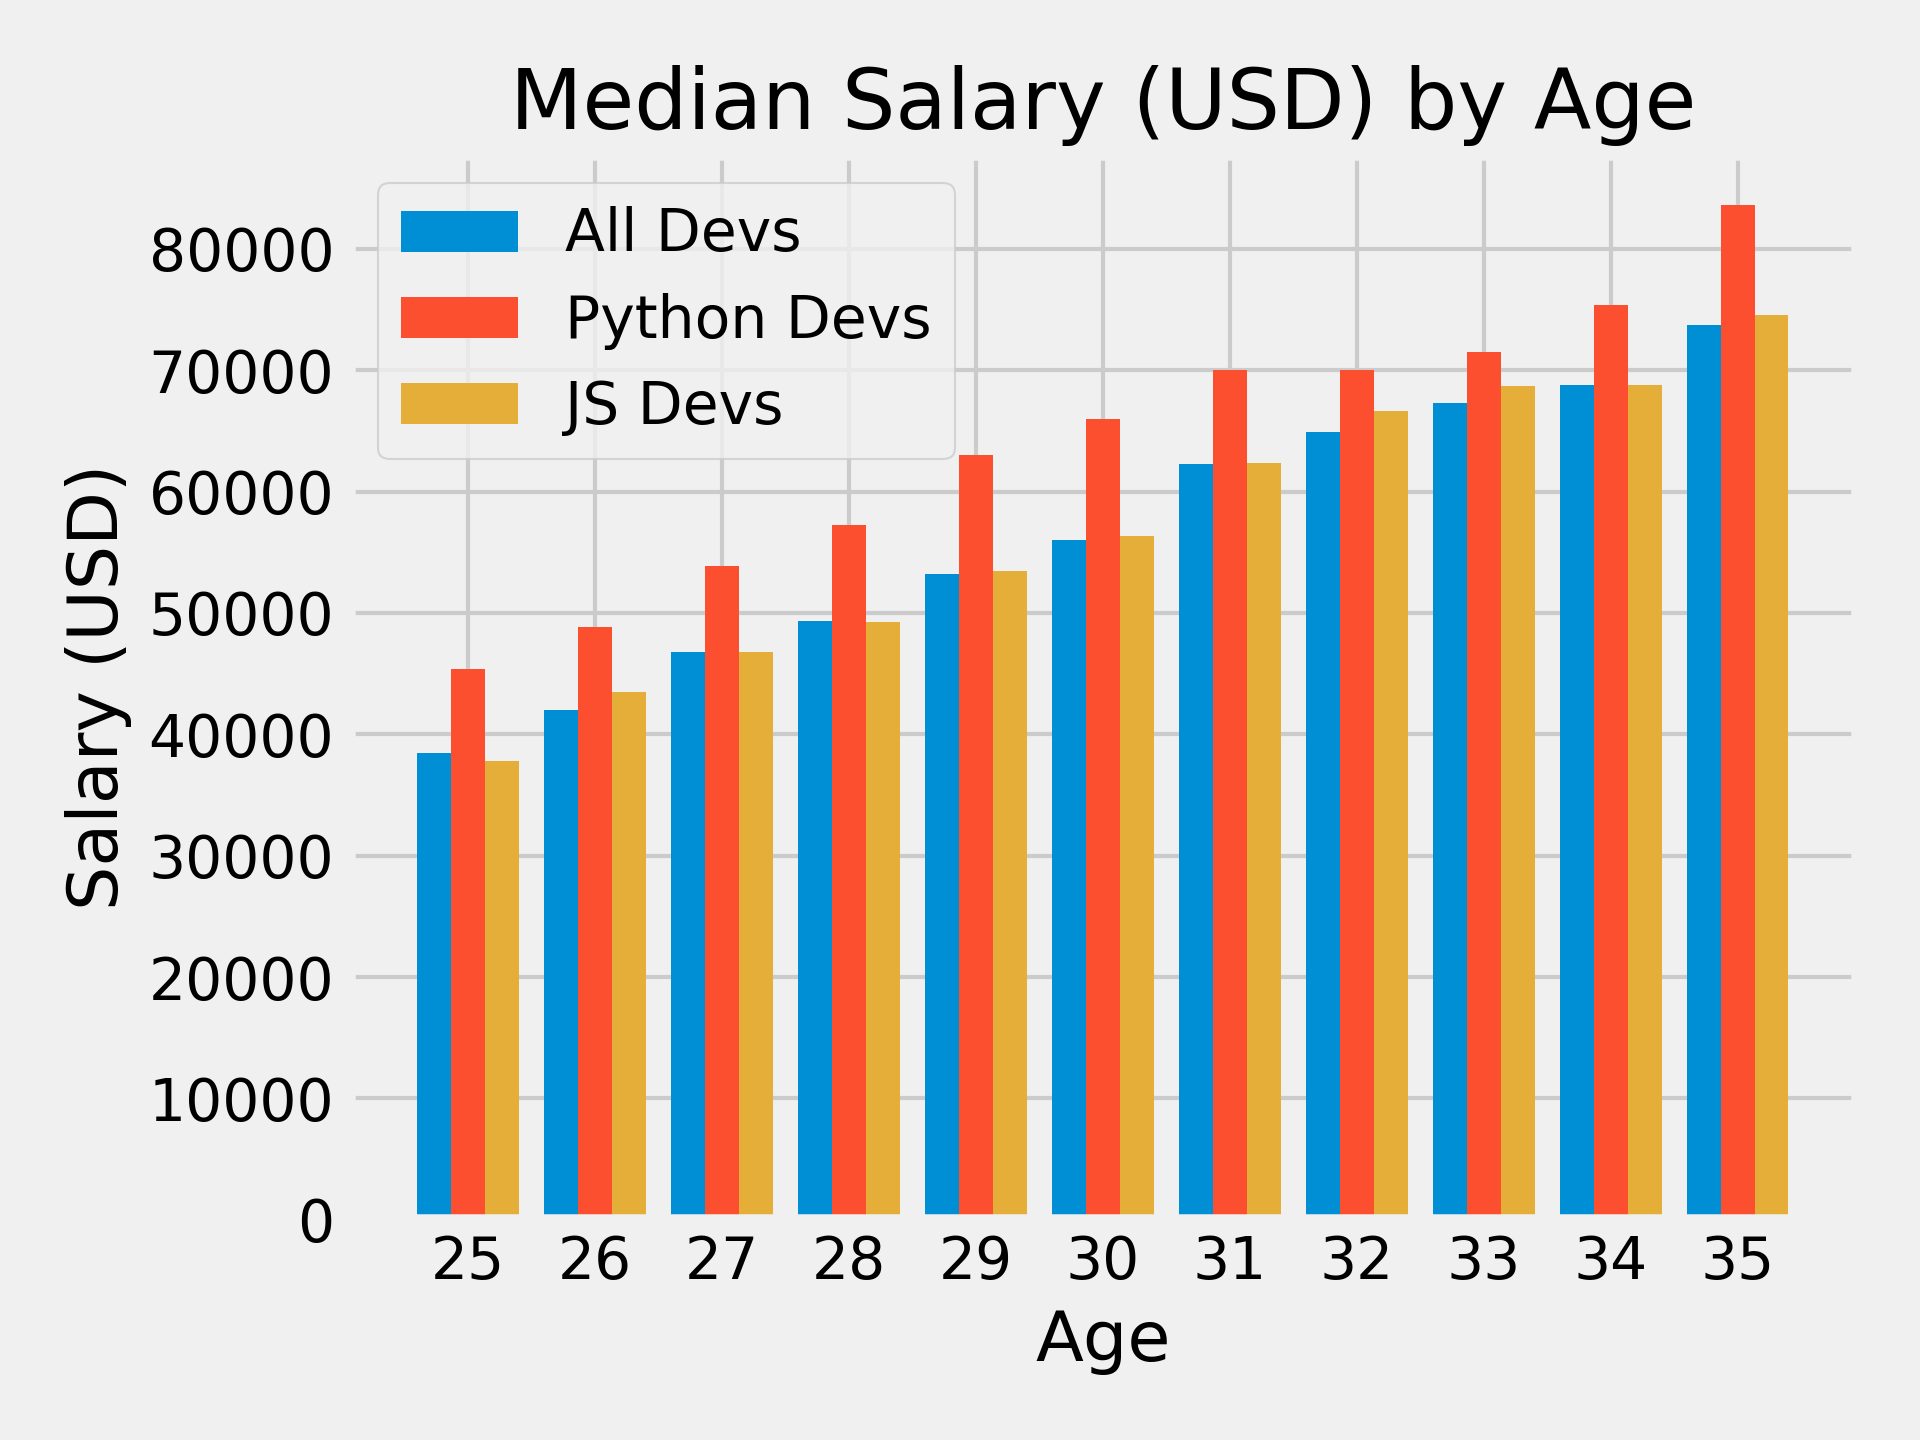 Median Salary (USD) by Age
All Devs
Python Devs
JS Devs
Salary (USD)
80000
70000
60000
50000
40000
30000
20000
10000
0
25 26 27 28 29 30 31 32 33 34 35
Age